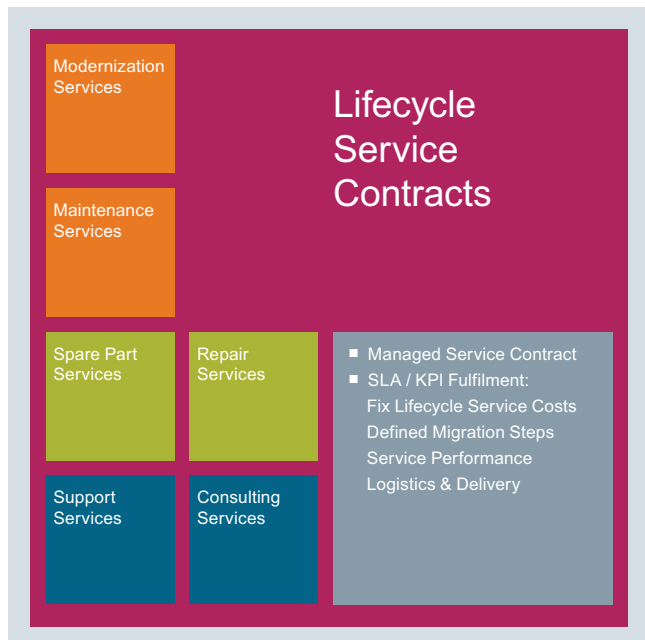 Modernization
Services
Lifecycle
Service
Contracts
Maintenance
Services
Spare Part
Services
Repair
Services
■ Managed Service Contract
■ SLA / KPI Fulfilment:
Fix Lifecycle Service Costs
Defined Migration Steps
Service Performance
Logistics & Delivery
Support
Services
Consulting
Services